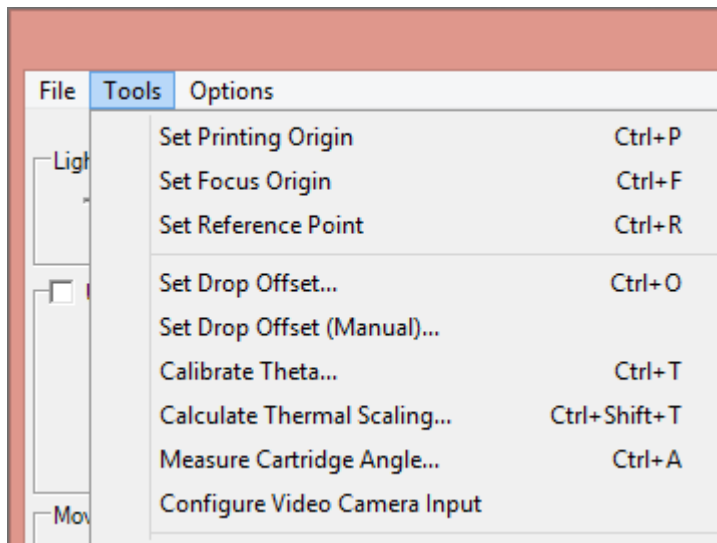 File Tools Options
Set Printing Origin Ctrl+P
Set Focus Origin Ctrl+F
Set Reference Point Ctrl+R
Set Drop Offset... Ctrl+O
Set Drop Offset (Manual)...
Calibrate Theta... Ctrl+T
Calculate Thermal Scaling... Ctrl+Shift+T
Measure Cartridge Angle... Ctrl+A
Configure Video Camera Input